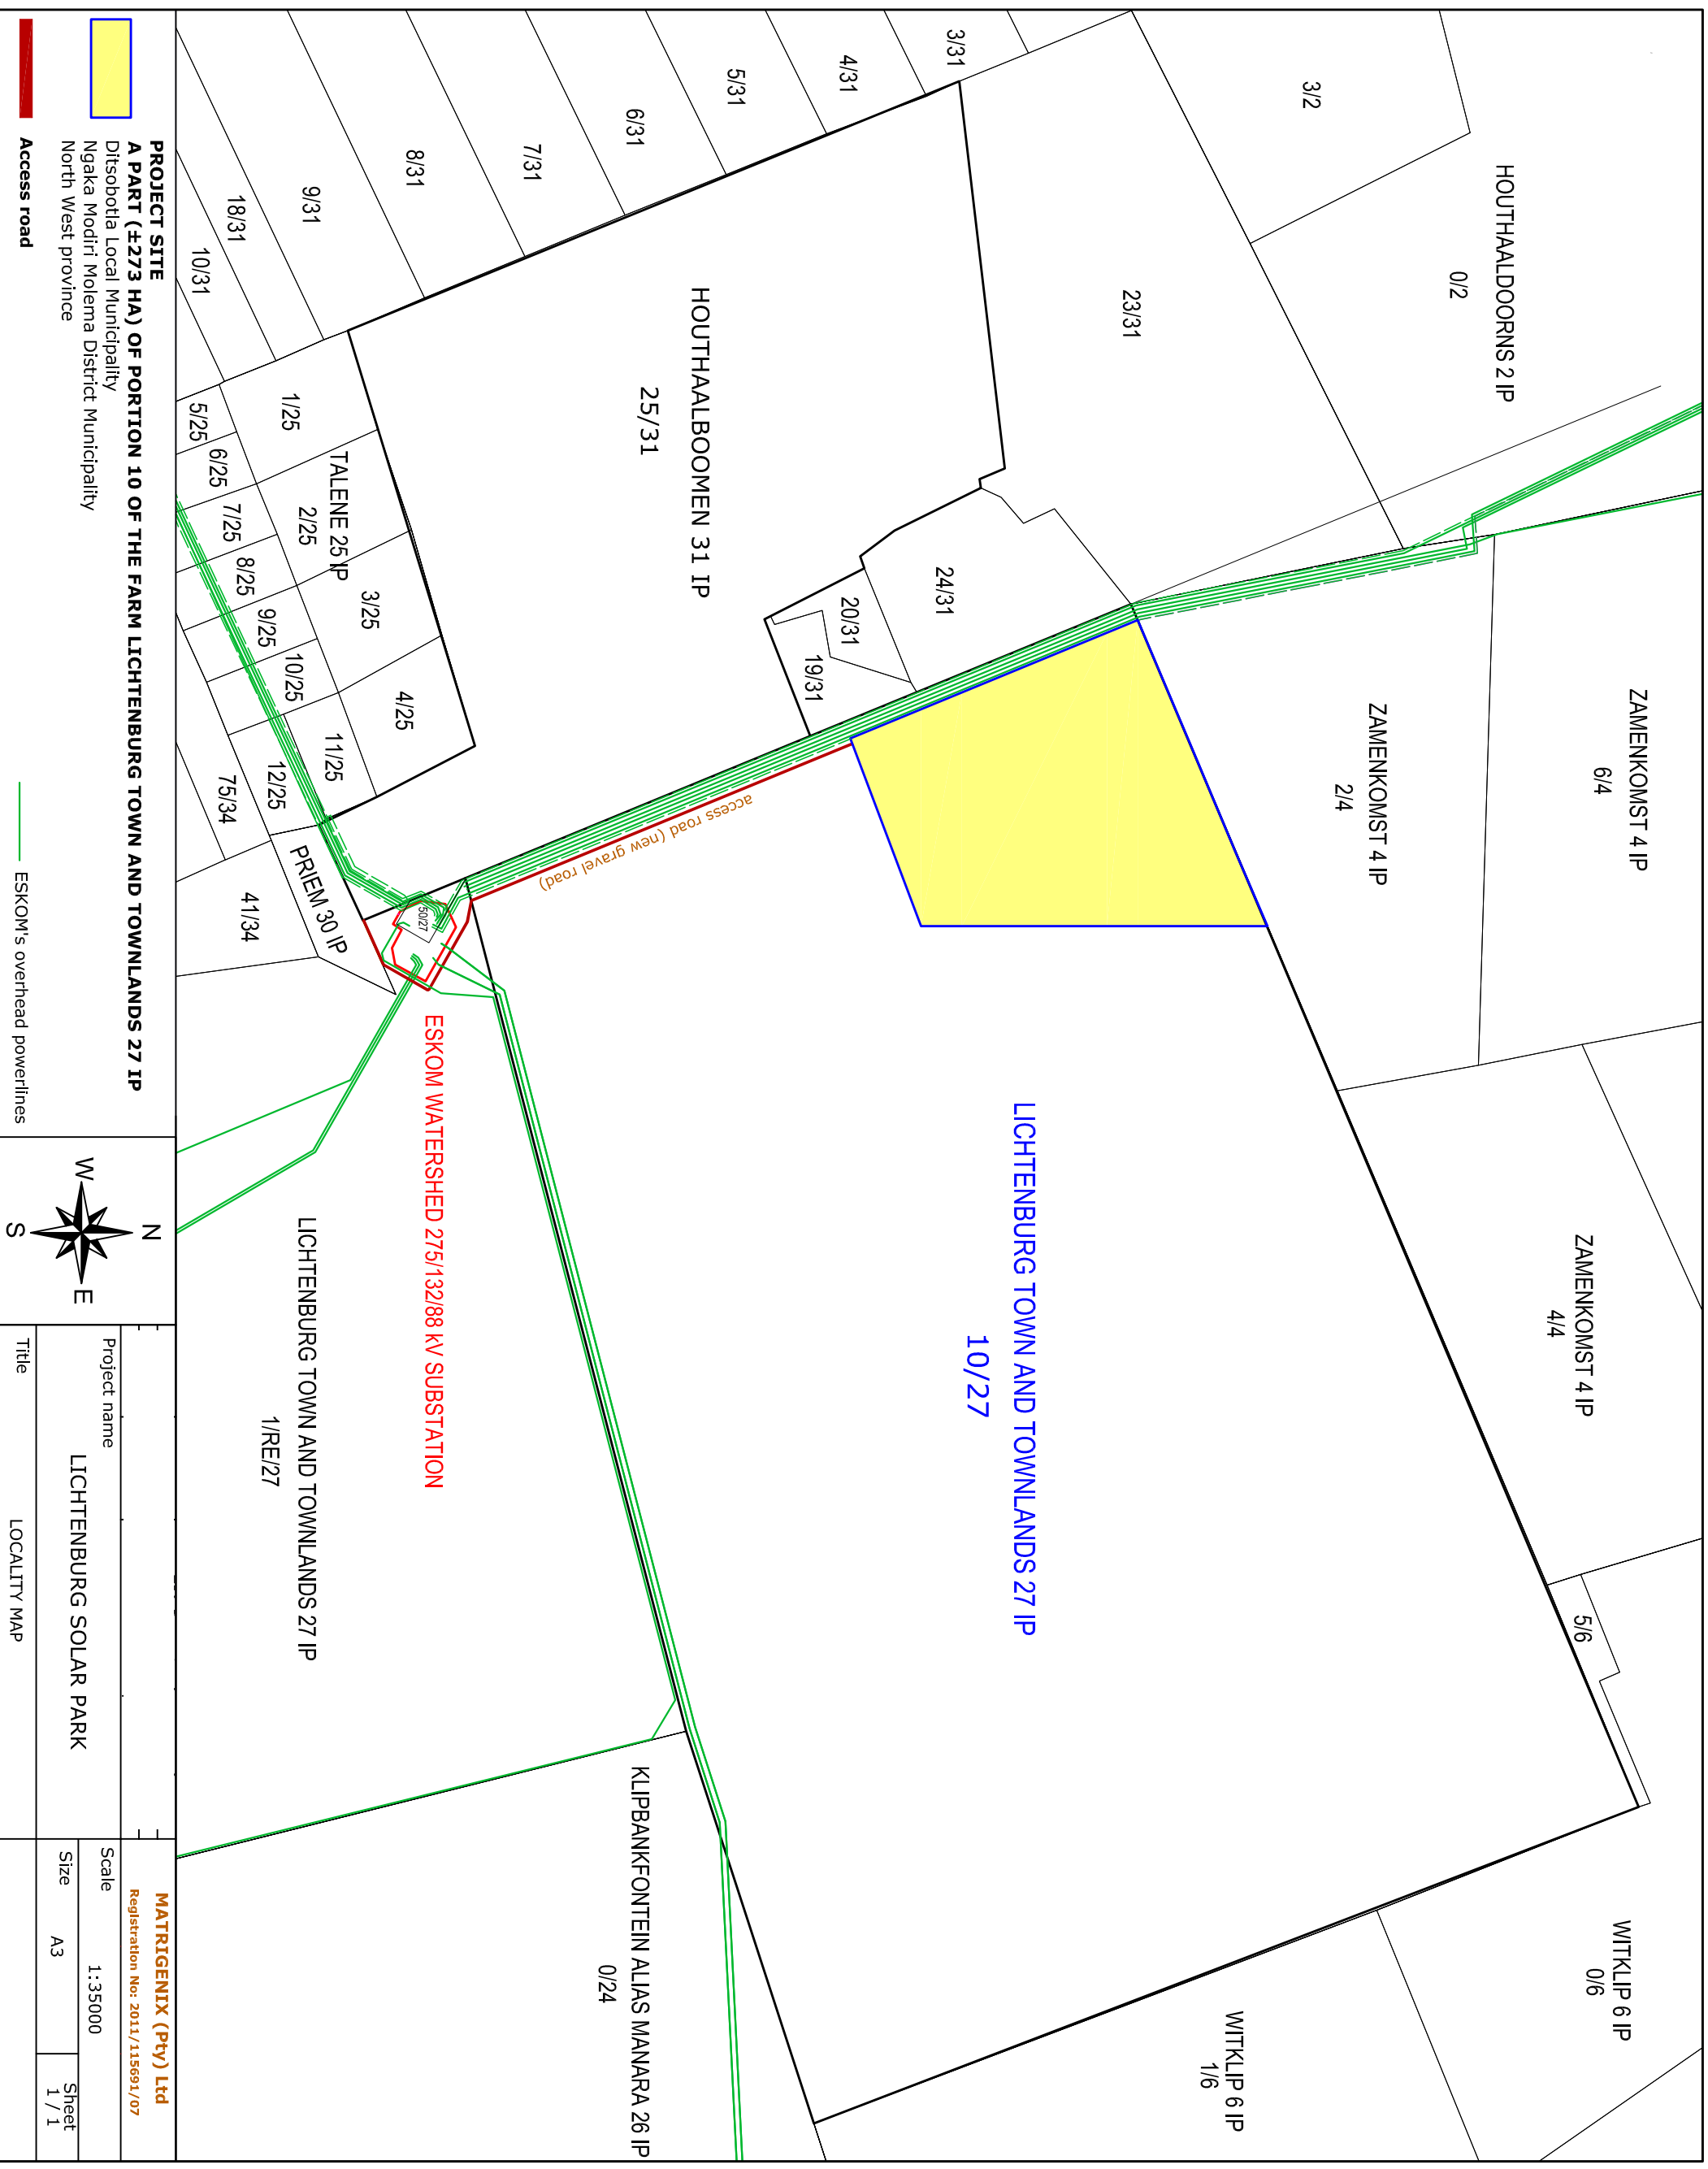 HOUTHAALDOORNS 2 IP
0/2
3/2
ZAMENKOMST 4 IP
6/4
ZAMENKOMST 4 IP
2/4
ZAMENKOMST 4 IP
4/4
5/6
WITKLIP 6 IP
0/6
WITKLIP 6 IP
1/6
23/31
3/31
4/31
5/31
6/31
7/31
8/31
9/31
18/31
10/31
HOUTHAALBOOMEN 31 IP
25/31
24/31
20/31
19/31
LICHTENBURG TOWN AND TOWNLANDS 27 IP
10/27
access road (new gravel road)
TALENE 25 IP
1/25
2/25
3/25
4/25
5/25
6/25
7/25
8/25
9/25
10/25
11/25
12/25
75/34
41/34
PRIEM 30 IP
50/27
ESKOM WATERSHED 275/132/88 kV SUBSTATION
LICHTENBURG TOWN AND TOWNLANDS 27 IP
1/RE/27
KLIPBANKFONTEIN ALIAS MANARA 26 IP
0/24
PROJECT SITE
A PART (±273 HA) OF PORTION 10 OF THE FARM LICHTENBURG TOWN AND TOWNLANDS 27 IP
Ditsobotla Local Municipality
Ngaka Modiri Molema District Municipality
North West province
Access road
ESKOM's overhead powerlines
N
W
E
S
Project name
LICHTENBURG SOLAR PARK
Title
LOCALITY MAP
MATRIGENIX (Pty) Ltd
Registration No: 2011/115691/07
Scale
1:35000
Size
A3
Sheet
1 / 1